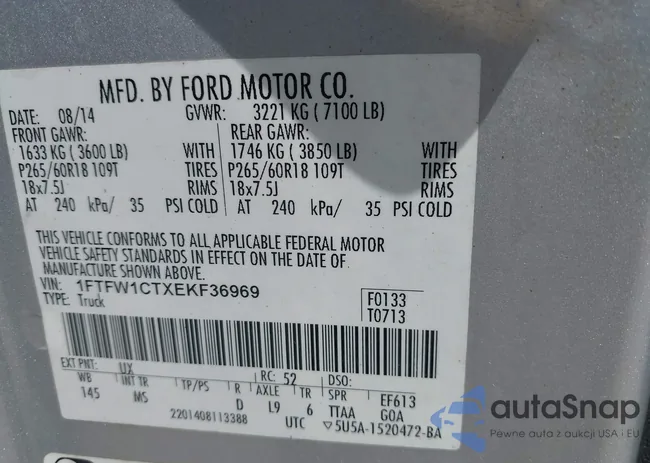 MFD. BY FORD MOTOR CO.
DATE: 08/14 GVWR: 3221 KG ( 7100 LB)
FRONT GAWR: REAR GAWR:
1633 KG ( 3600 LB) WITH 1746 KG ( 3850 LB) WITH
P265/60R18 109T TIRES P265/60R18 109T TIRES
18x7.5J RIMS 18x7.5J RIMS
AT 240 kPa/ 35 PSI COLD AT 240 kPa/ 35 PSI COLD
THIS VEHICLE CONFORMS TO ALL APPLICABLE FEDERAL MOTOR
VEHICLE SAFETY STANDARDS IN EFFECT ON THE DATE OF
MANUFACTURE SHOWN ABOVE.
VIN: 1FTFW1CTXEKF36969
TYPE: Truck
F0133
T0713
EXT PNT: UX RC: 52 DSO:
WB INT TR TP/PS R AXLE TR SPR EF613
145 MS D L9 6 TTAA GOA
2201408113388 UTC ▽5U5A-1520472-BA
autoSnap
Pewne auta z aukcji USA i EU